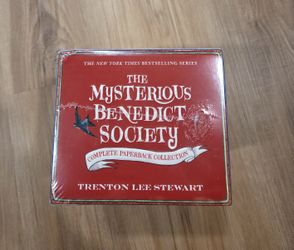 THE NEW YORK TIMES BESTSELLING SERIES
THE
MYSTERIOUS
BENEDICT
SOCIETY
COMPLETE PAPERBACK COLLECTION
TRENTON LEE STEWART